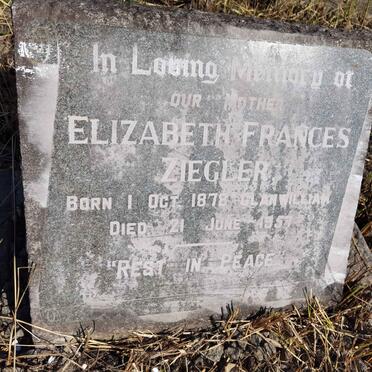 In Loving Memory of
OUR MOTHER
ELIZABETH FRANCES
ZIEGLER
BORN 1 OCT. 1878 CLANWILLIAM
DIED 21 JUNE
"REST IN PEACE"